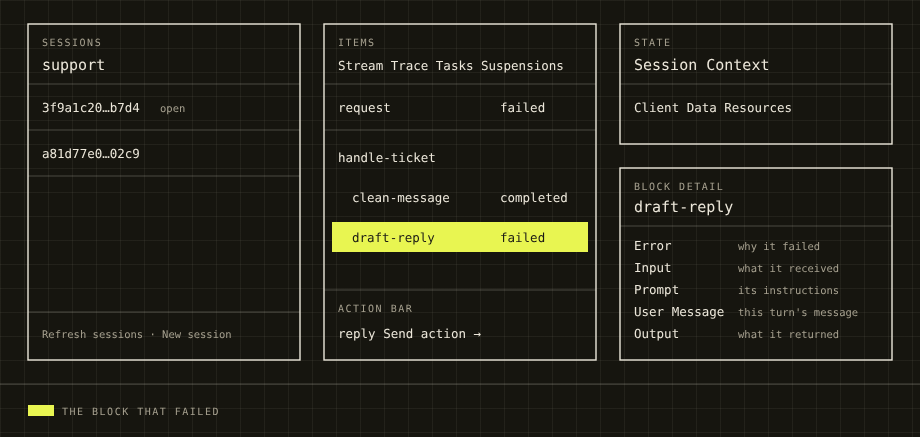 SESSIONS
support
3f9a1c20…b7d4 open
a81d77e0…02c9
Refresh sessions · New session
ITEMS
Stream Trace Tasks Suspensions
request failed
handle-ticket
clean-message completed
draft-reply failed
ACTION BAR
reply Send action →
STATE
Session Context
Client Data Resources
BLOCK DETAIL
draft-reply
Error why it failed
Input what it received
Prompt its instructions
User Message this turn's message
Output what it returned
THE BLOCK THAT FAILED